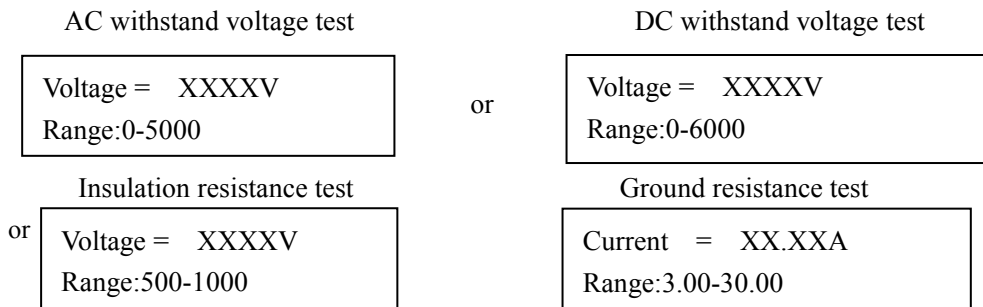 AC withstand voltage test
Voltage = XXXXV
Range:0-5000
or
DC withstand voltage test
Voltage = XXXXV
Range:0-6000
or
Insulation resistance test
Voltage = XXXXV
Range:500-1000
Ground resistance test
Current = XX.XXA
Range:3.00-30.00